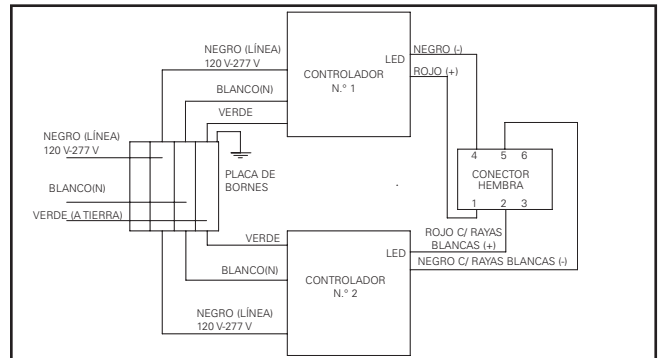 NEGRO (LÍNEA)
120 V-277 V
BLANCO(N)
VERDE
CONTROLADOR
N.° 1
LED
NEGRO (-)
ROJO (+)
NEGRO (LÍNEA)
120 V-277 V
BLANCO(N)
VERDE (A TIERRA)
PLACA DE
BORNES
4 5 6
CONECTOR
HEMBRA
1 2 3
ROJO C/ RAYAS
BLANCAS (+)
NEGRO C/ RAYAS BLANCAS (-)
VERDE
BLANCO(N)
NEGRO (LÍNEA)
120 V-277 V
LED
CONTROLADOR
N.° 2